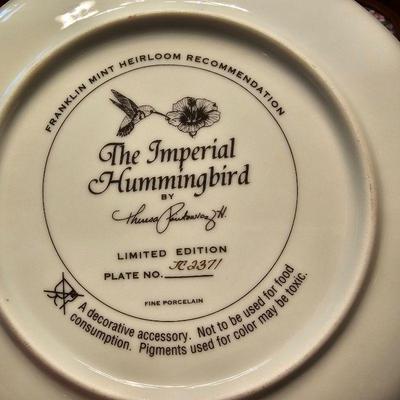 FRANKLIN MINT HEIRLOOM RECOMMENDATION
The Imperial
Hummingbird
BY
LIMITED EDITION
PLATE NO. JC2371
FINE PORCELAIN
A decorative accessory. Not to be used for food
consumption. Pigments used for color may be toxic.